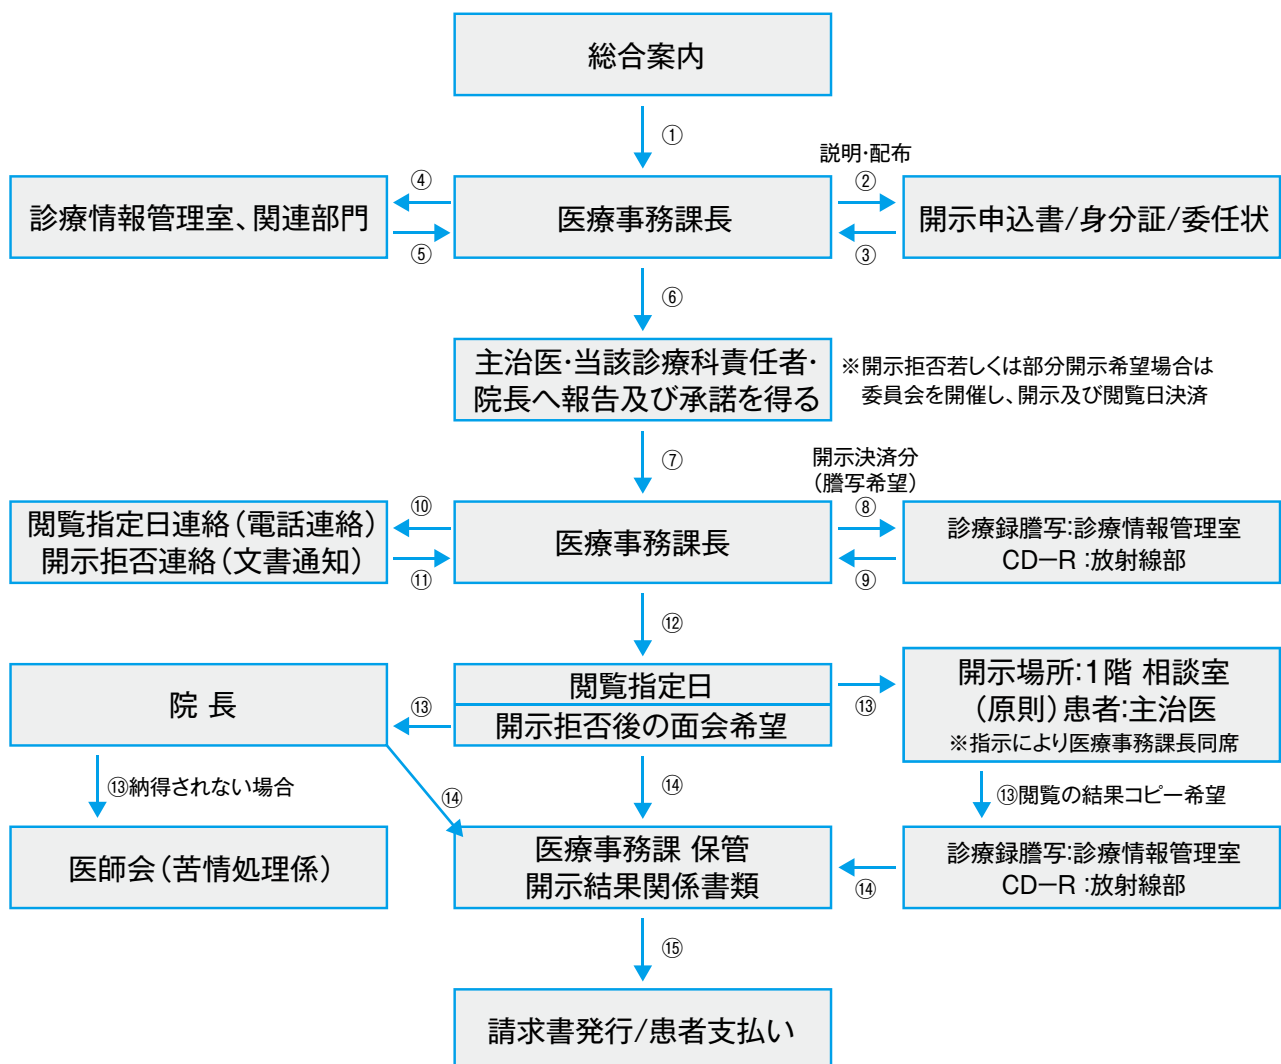 総合案内
①
説明・配布
④
②
診療情報管理室、関連部門
医療事務課長
開示申込書/身分証/委任状
⑤
③
⑥
主治医・当該診療科責任者・
院長へ報告及び承諾を得る
※開示拒否若しくは部分開示希望場合は
委員会を開催し、開示及び閲覧日決済
⑦
開示決済分
(謄写希望)
⑩
⑧
閲覧指定日連絡(電話連絡)
開示拒否連絡(文書通知)
医療事務課長
診療録謄写:診療情報管理室
CD−R :放射線部
⑪
⑨
⑫
院 長
閲覧指定日
開示拒否後の面会希望
⑬
⑬
開示場所:1階 相談室
(原則)患者:主治医
※指示により医療事務課長同席
⑬納得されない場合
⑭
⑭
⑬閲覧の結果コピー希望
医師会(苦情処理係)
医療事務課 保管
開示結果関係書類
⑭
診療録謄写:診療情報管理室
CD−R :放射線部
⑮
請求書発行/患者支払い